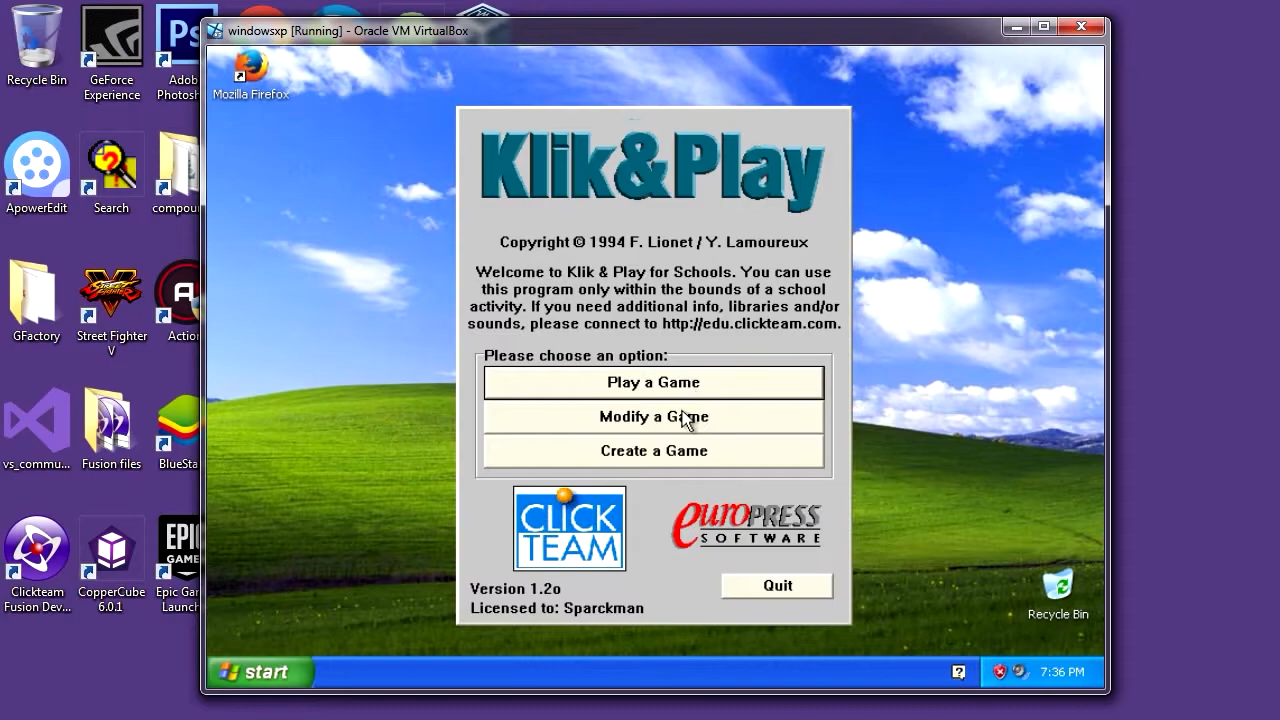 windowsxp [Running] - Oracle VM VirtualBox
Recycle Bin
GeForce
Experience
Ps
Adob
Photosh
ApowerEdit
Search
compou
GFactory
Street Fighter
V
Action
vs_commu...
Fusion files
BlueSta
Clickteam
Fusion Dev...
CopperCube
6.0.1
EPIC
GAMES
Epic Gar
Launch
Mozilla Firefox
Klik&Play
Copyright © 1994 F. Lionet / Y. Lamoureux
Welcome to Klik & Play for Schools. You can use
this program only within the bounds of a school
activity. If you need additional info, libraries and/or
sounds, please connect to http://edu.clickteam.com.
Please choose an option:
Play a Game
Modify a Game
Create a Game
CLICK
TEAM
euroPRESS
SOFTWARE
Version 1.2o
Licensed to: Sparckman
Quit
Recycle Bin
start
7:36 PM